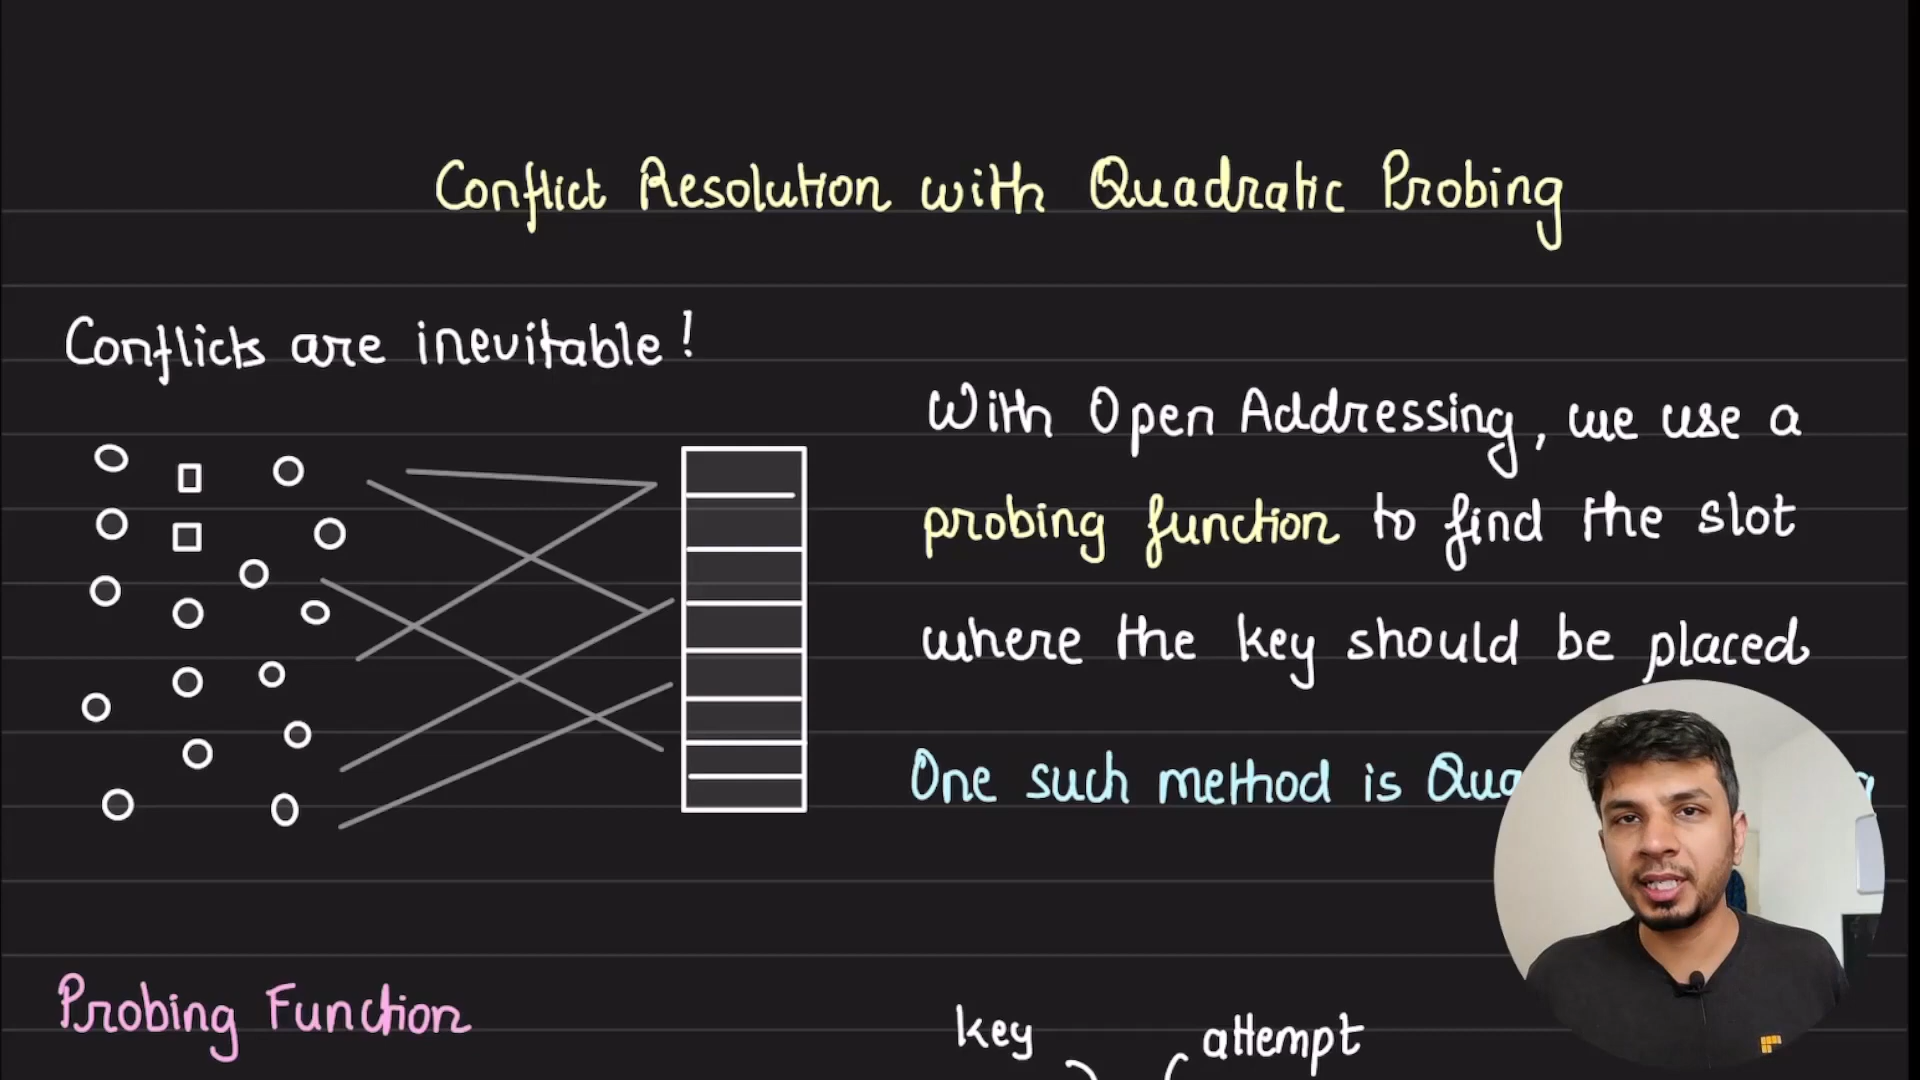 Conflict Resolution with Quadratic Probing
Conflicts are inevitable!
With Open Addressing, we use a
probing function to find the slot
where the key should be placed
One such method is
Probing Function
key attempt